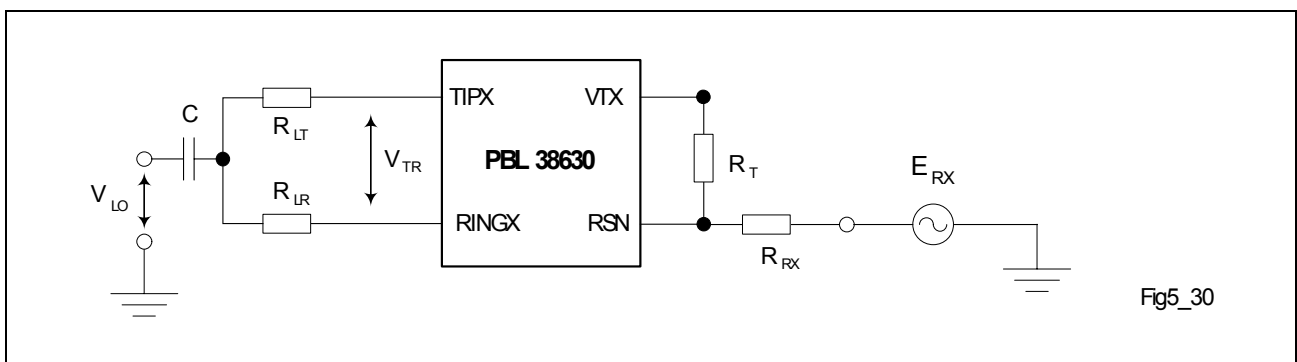 TIPX
VTX
C
R LT
V TR
PBL 38630
R T
E RX
V LO
R LR
RINGX
RSN
R RX
Fig5_30